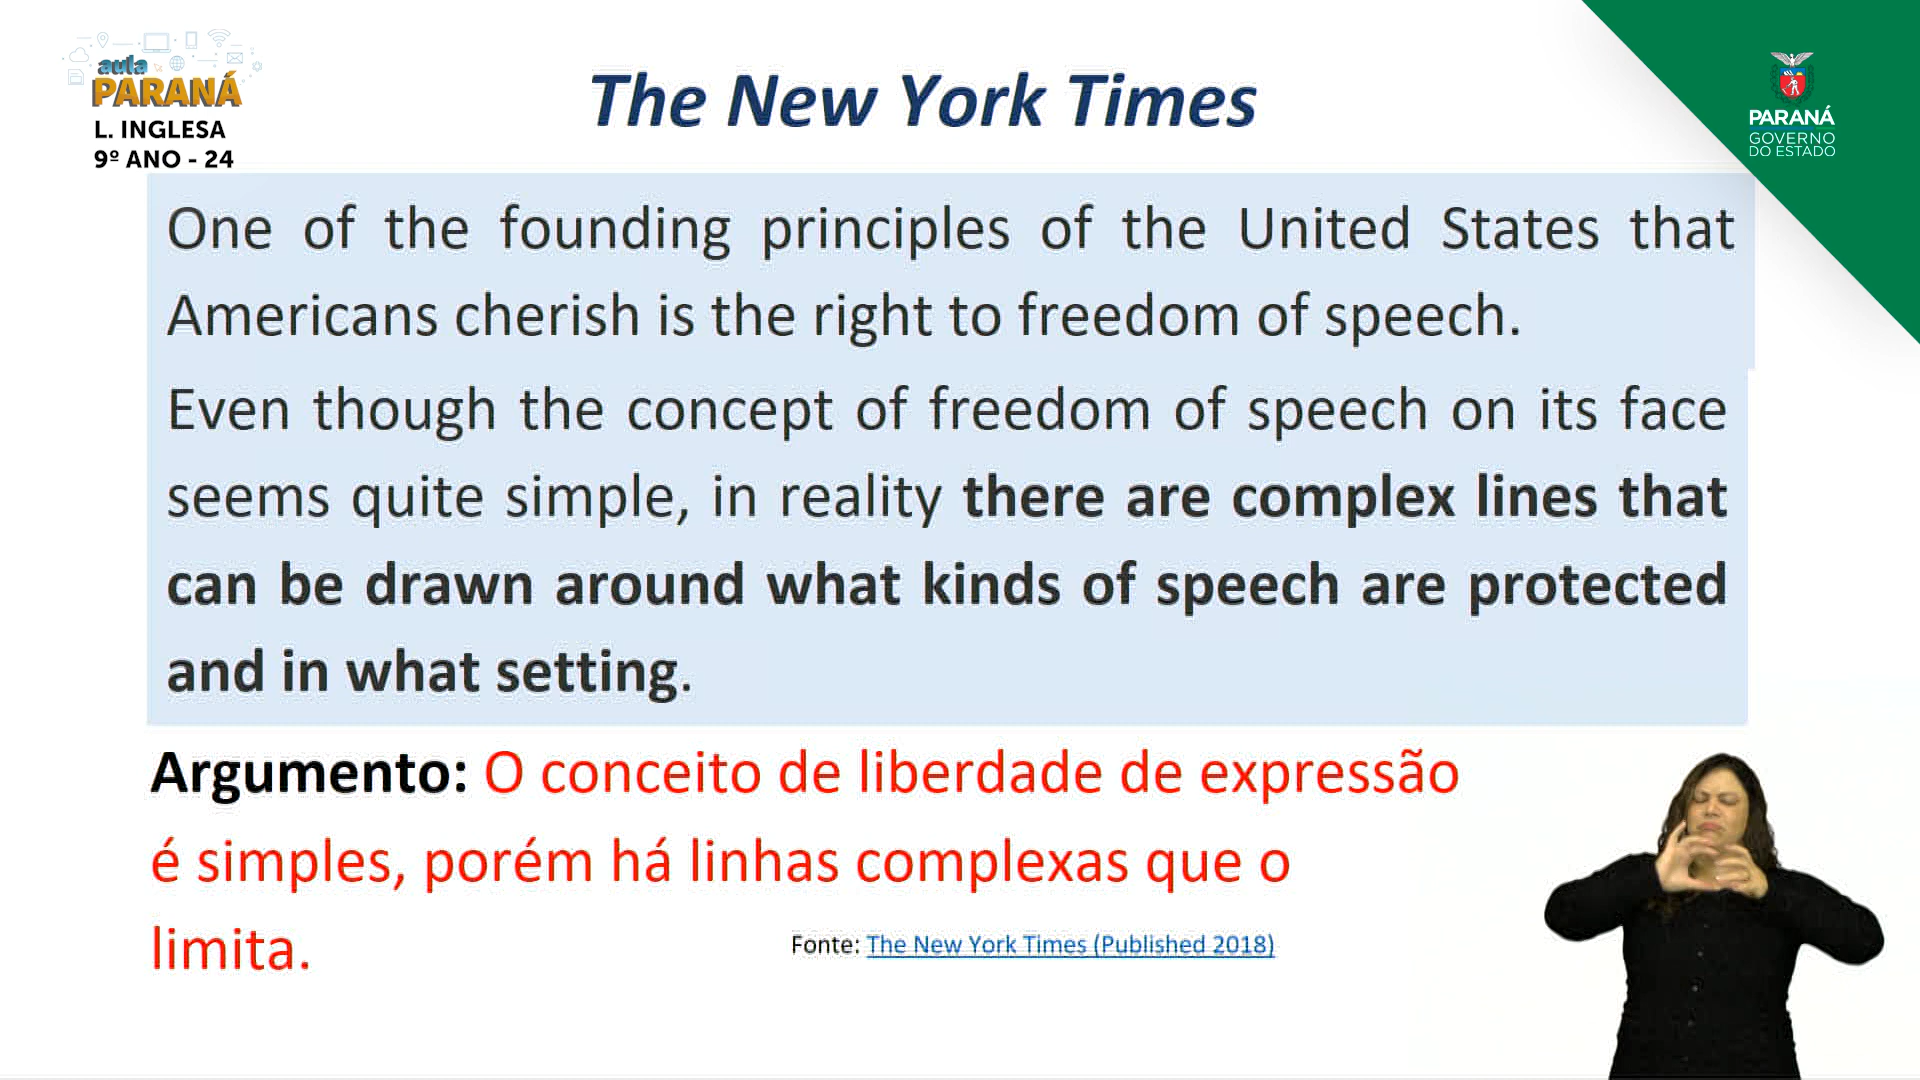 aula
PARANÁ
L. INGLESA
9º ANO - 24
The New York Times
PARANÁ
GOVERNO
DO ESTADO
One of the founding principles of the United States that
Americans cherish is the right to freedom of speech.
Even though the concept of freedom of speech on its face
seems quite simple, in reality there are complex lines that
can be drawn around what kinds of speech are protected
and in what setting.
Argumento: O conceito de liberdade de expressão
é simples, porém há linhas complexas que o
limita.
Fonte: The New York Times (Published 2018)